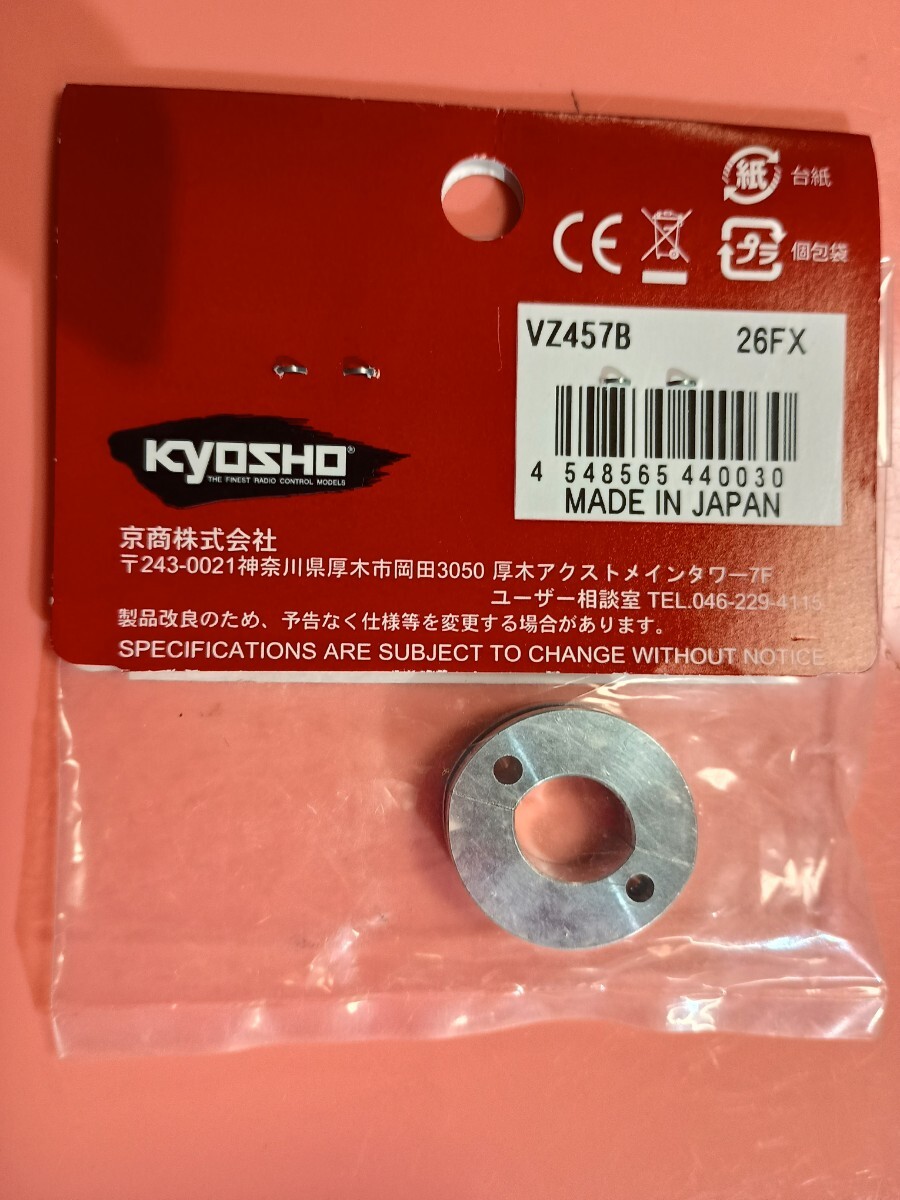 紙 台紙
プラ 個包袋
VZ457B 26FX
4 548565 440030
MADE IN JAPAN
KYOSHO®
THE FINEST RADIO CONTROL MODELS
京商株式会社
〒243-0021神奈川県厚木市岡田3050 厚木アクストメインタワー7F
ユーザー相談室 TEL.046-229-4115
製品改良のため、予告なく仕様等を変更する場合があります。
SPECIFICATIONS ARE SUBJECT TO CHANGE WITHOUT NOTICE